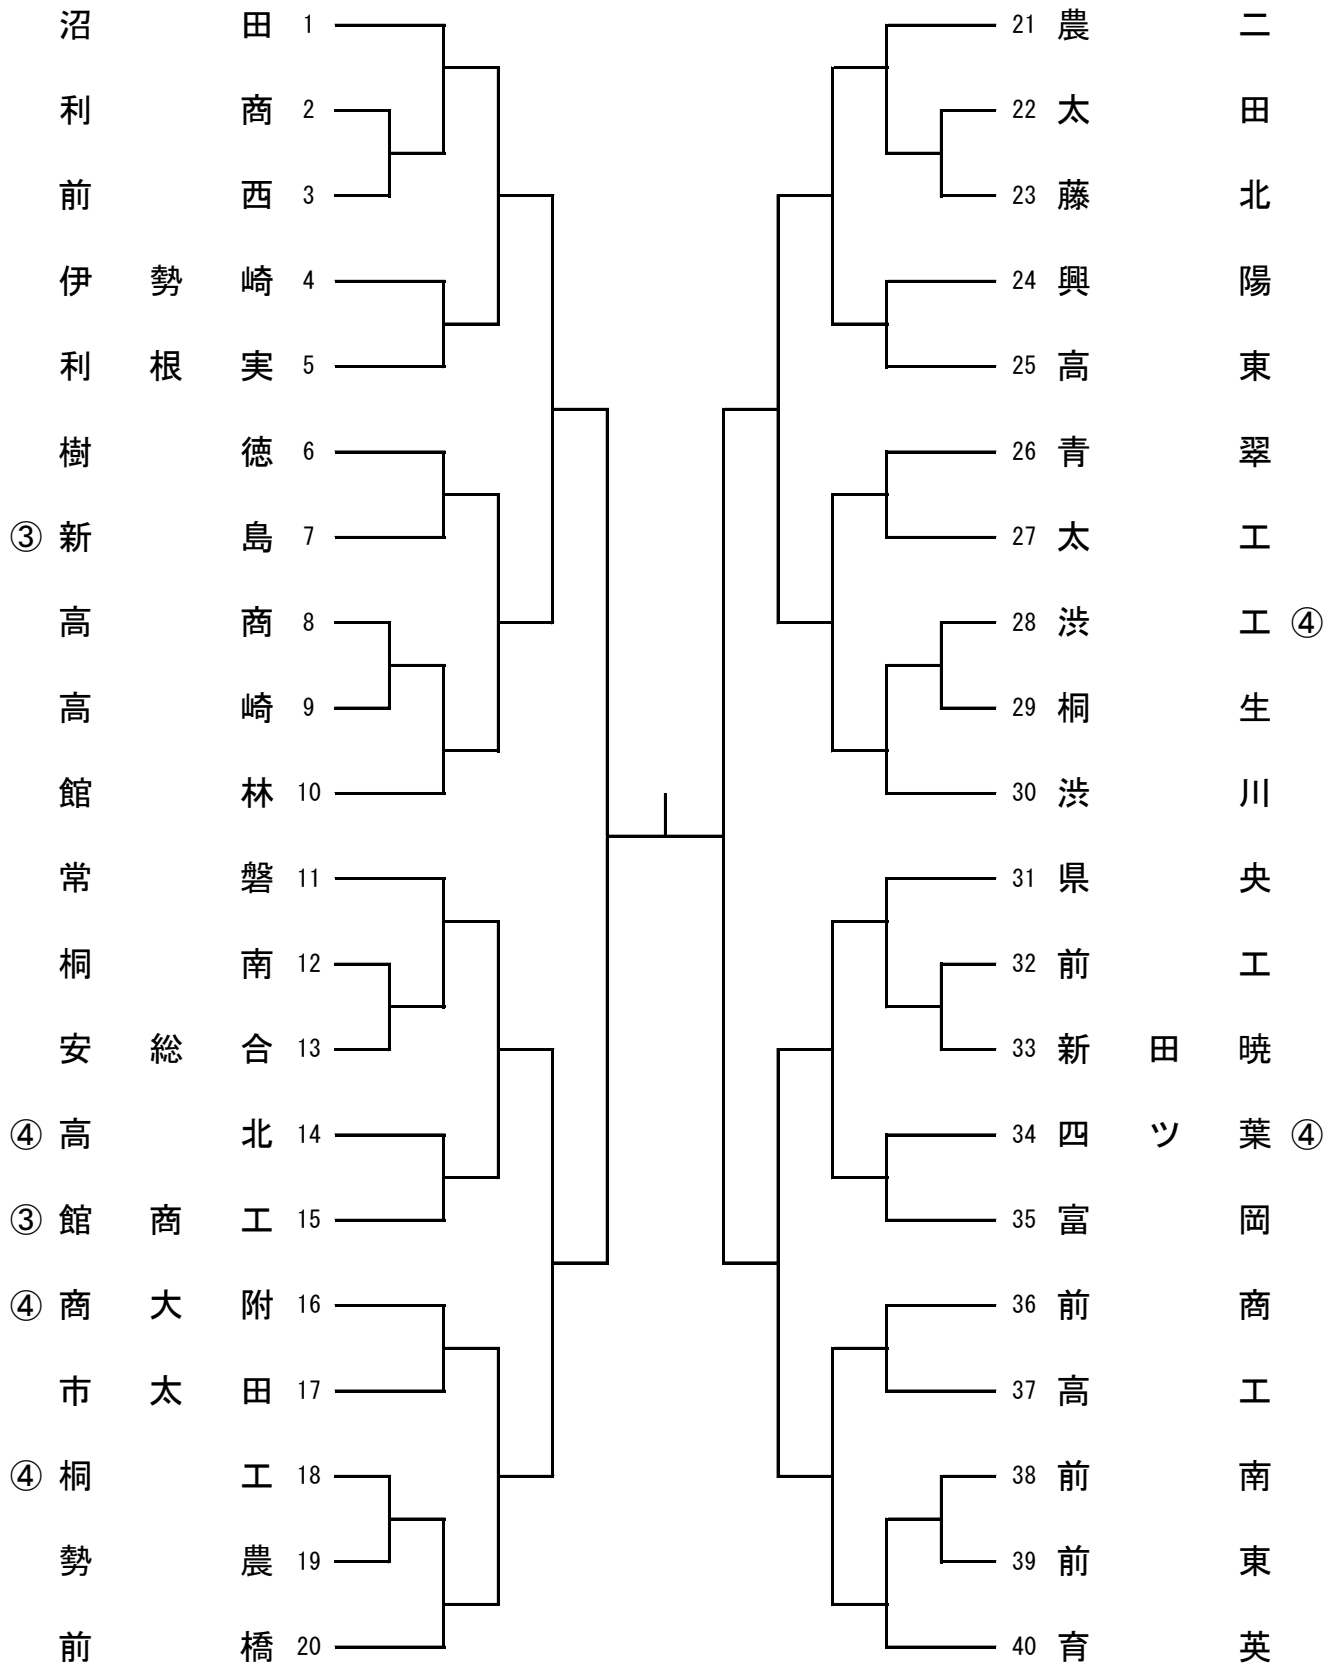 沼田 1
利商 2
前西 3
伊勢崎 4
利根実 5
樹徳 6
③ 新島 7
高商 8
高崎 9
館林 10
常磐 11
桐南 12
安総合 13
④ 高北 14
③ 館商工 15
④ 商大附 16
市太田 17
④ 桐工 18
勢農 19
前橋 20
21 農二
22 太田
23 藤北
24 興陽
25 高東
26 青翠
27 太工
28 渋工 ④
29 桐生
30 渋川
31 県央
32 前工
33 新田暁
34 四ツ葉 ④
35 富岡
36 前商
37 高工
38 前南
39 前東
40 育英